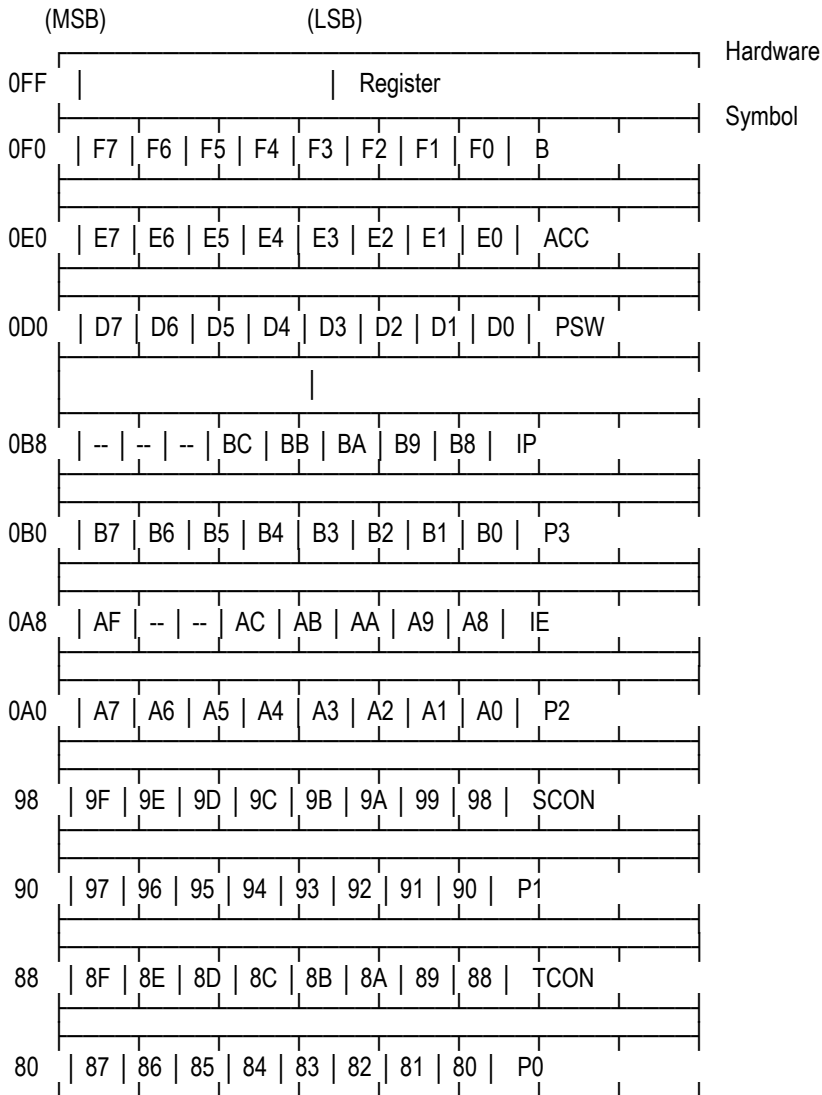 (MSB) (LSB)
Hardware
0FF | | Register
Symbol
0F0 | F7 | F6 | F5 | F4 | F3 | F2 | F1 | F0 | B
0E0 | E7 | E6 | E5 | E4 | E3 | E2 | E1 | E0 | ACC
0D0 | D7 | D6 | D5 | D4 | D3 | D2 | D1 | D0 | PSW
|
0B8 | -- | -- | -- | BC | BB | BA | B9 | B8 | IP
0B0 | B7 | B6 | B5 | B4 | B3 | B2 | B1 | B0 | P3
0A8 | AF | -- | -- | AC | AB | AA | A9 | A8 | IE
0A0 | A7 | A6 | A5 | A4 | A3 | A2 | A1 | A0 | P2
98 | 9F | 9E | 9D | 9C | 9B | 9A | 99 | 98 | SCON
90 | 97 | 96 | 95 | 94 | 93 | 92 | 91 | 90 | P1
88 | 8F | 8E | 8D | 8C | 8B | 8A | 89 | 88 | TCON
80 | 87 | 86 | 85 | 84 | 83 | 82 | 81 | 80 | P0